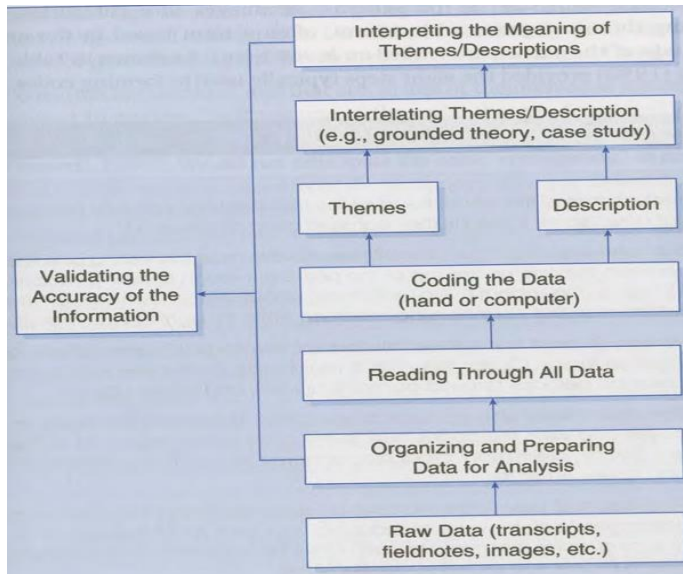 Interpreting the Meaning of
Themes/Descriptions
Interrelating Themes/Description
(e.g., grounded theory, case study)
Themes
Description
Validating the
Accuracy of the
Information
Coding the Data
(hand or computer)
Reading Through All Data
Organizing and Preparing
Data for Analysis
Raw Data (transcripts,
fieldnotes, images, etc.)